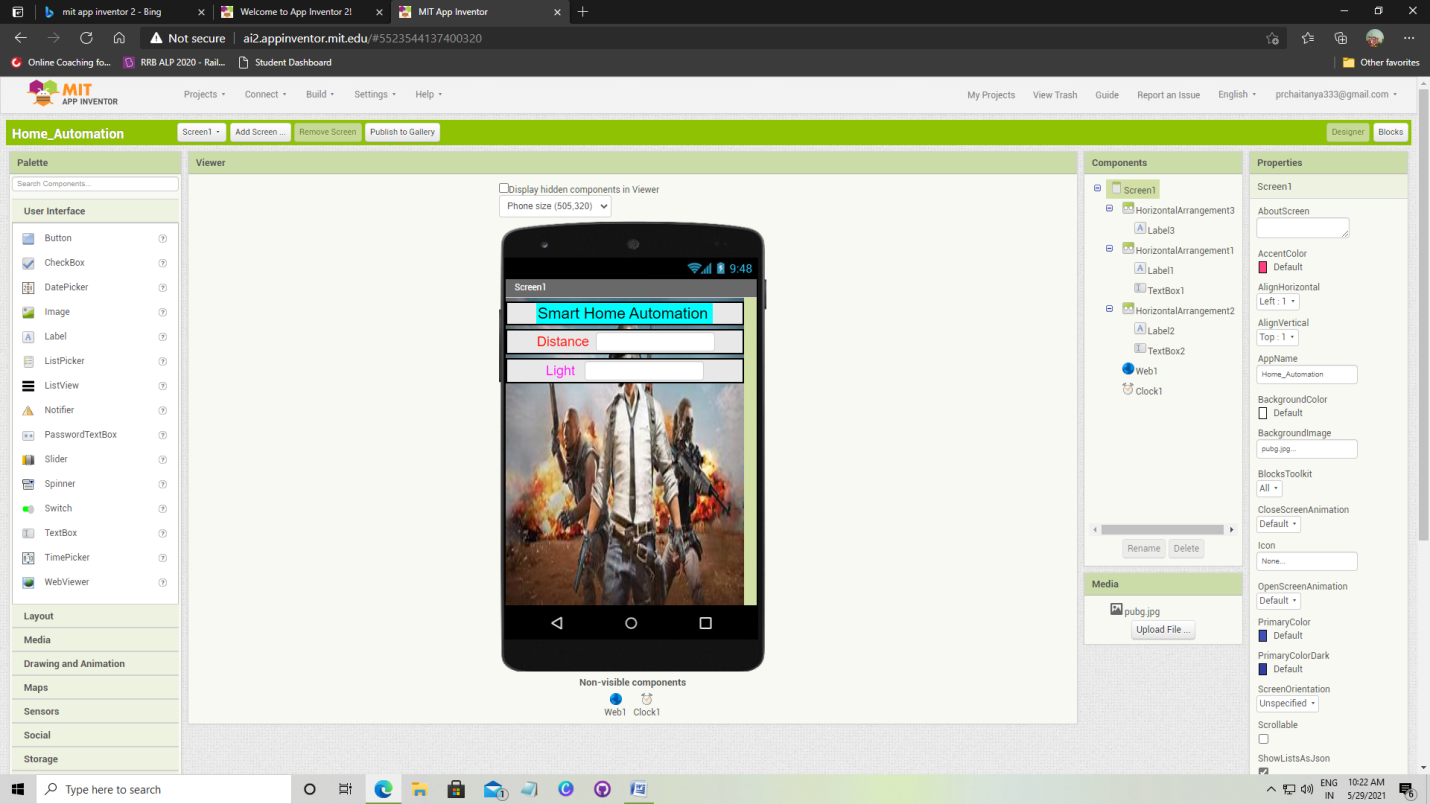 mit app inventor 2 - Bing
Welcome to App Inventor 2!
MIT App Inventor
Not secure
ai2.appinventor.mit.edu/#5523544137400320
Online Coaching fo...
RRB ALP 2020 - Rail...
Student Dashboard
Other favorites
MIT
APP INVENTOR
Projects
Connect
Build
Settings
Help
My Projects
View Trash
Guide
Report an Issue
English
prchaitanya333@gmail.com
Home_Automation
Screen1
Add Screen ...
Remove Screen
Publish to Gallery
Designer
Blocks
Palette
Search Components...
User Interface
Button
CheckBox
DatePicker
Image
Label
ListPicker
ListView
Notifier
PasswordTextBox
Slider
Spinner
Switch
TextBox
TimePicker
WebViewer
Layout
Media
Drawing and Animation
Maps
Sensors
Social
Storage
Viewer
Display hidden components in Viewer
Phone size (505,320)
9:48
Screen1
Smart Home Automation
Distance
Light
Non-visible components
Web1
Clock1
Components
Screen1
HorizontalArrangement3
Label3
HorizontalArrangement1
Label1
TextBox1
HorizontalArrangement2
Label2
TextBox2
Web1
Clock1
Rename
Delete
Media
pubg.jpg
Upload File ...
Properties
Screen1
AboutScreen
AccentColor
Default
AlignHorizontal
Left : 1
AlignVertical
Top : 1
AppName
Home_Automation
BackgroundColor
Default
BackgroundImage
pubg.jpg...
BlocksToolkit
All
CloseScreenAnimation
Default
Icon
None...
OpenScreenAnimation
Default
PrimaryColor
Default
PrimaryColorDark
Default
ScreenOrientation
Unspecified
Scrollable
ShowListsAsJson
Type here to search
1
ENG
IN
10:22 AM
5/29/2021
6